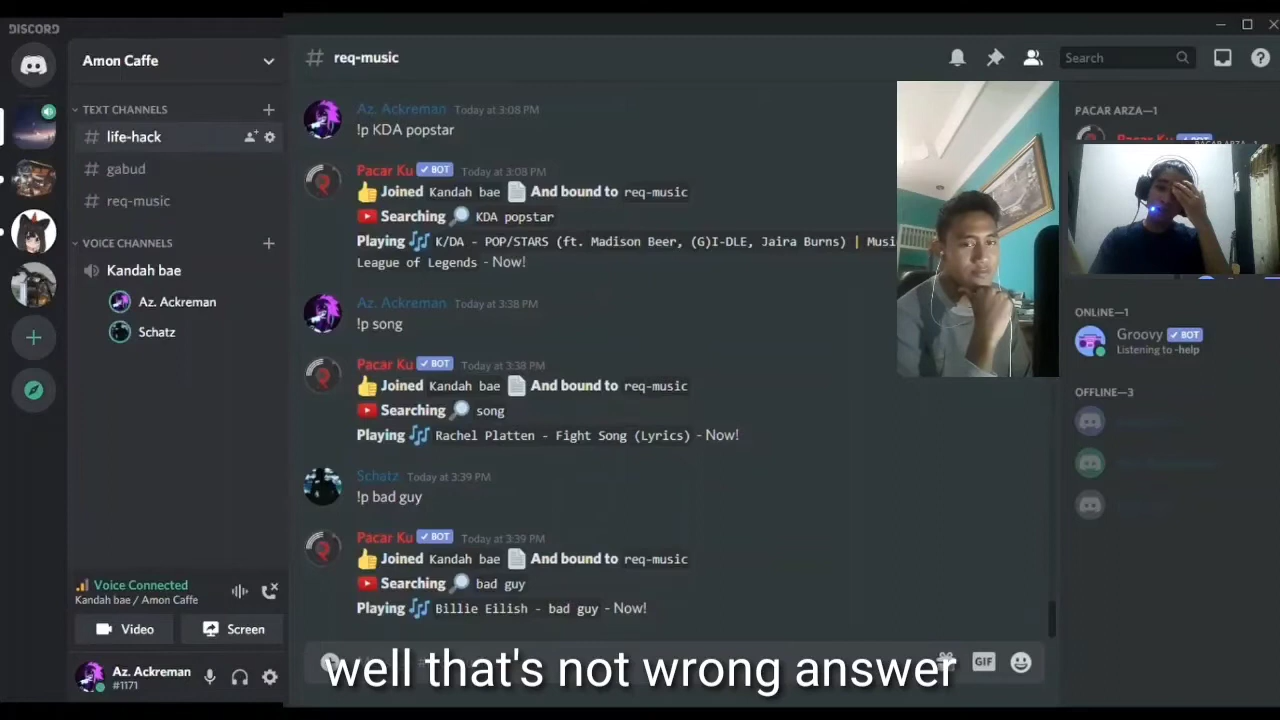 DISCORD
Amon Caffe
TEXT CHANNELS
life-hack
gabud
req-music
VOICE CHANNELS
Kandah bae
Az. Ackreman
Schatz
Voice Connected
Kandah bae / Amon Caffe
Video
Screen
Az. Ackreman
#1171
# req-music
Search
Az. Ackreman Today at 3:08 PM
!p KDA popstar
Pacar Ku BOT Today at 3:08 PM
Joined Kandah bae And bound to req-music
Searching KDA popstar
Playing K/DA - POP/STARS (ft. Madison Beer, (G)I-DLE, Jaira Burns) | Musi
League of Legends - Now!
Az. Ackreman Today at 3:38 PM
!p song
Pacar Ku BOT Today at 3:38 PM
Joined Kandah bae And bound to req-music
Searching song
Playing Rachel Platten - Fight Song (Lyrics) - Now!
Schatz Today at 3:39 PM
!p bad guy
Pacar Ku BOT Today at 3:39 PM
Joined Kandah bae And bound to req-music
Searching bad guy
Playing Billie Eilish - bad guy - Now!
GIF
PACAR ARZA—1
Pacar Ku BOT
PACAR ARZA—1
ONLINE—1
Groovy BOT
Listening to -help
OFFLINE—3
well that's not wrong answer